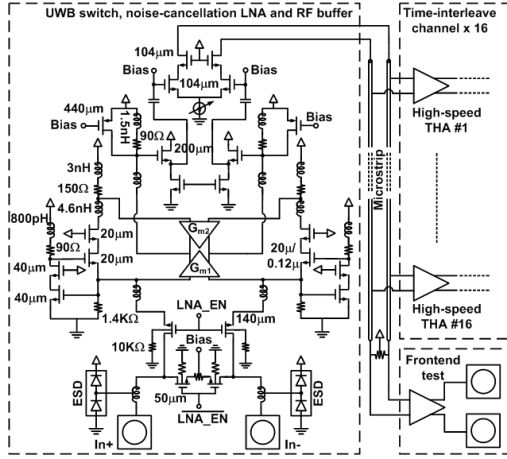 UWB switch, noise-cancellation LNA and RF buffer
Time-interleave
channel x 16
104μm
Bias
104μm
Bias
440μm
Bias
1.5nH
90Ω
200μm
Bias
High-speed
THA #1
3nH
150Ω
4.6nH
800pH
90Ω
20μm
20μm
Gm2
Gm1
20μ/
0.12μ
Microstrip
40μm
40μm
1.4KΩ
LNA_EN
140μm
Bias
10KΩ
High-speed
THA #16
ESD
50μm
LNA_EN
ESD
In+
In-
Frontend
test